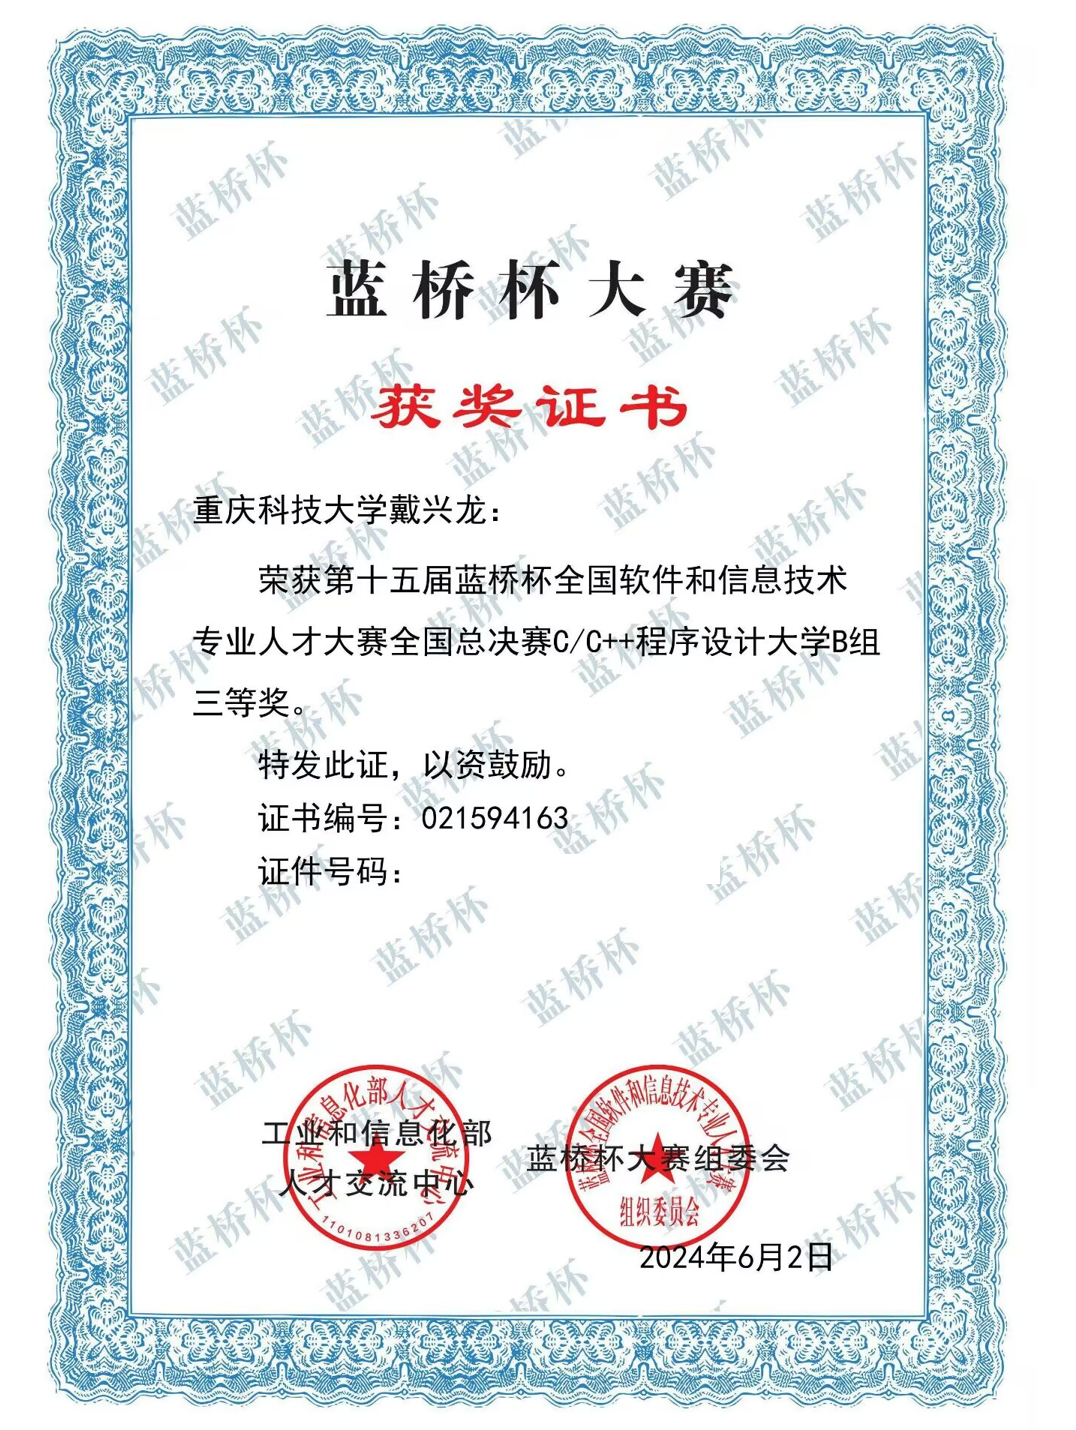 蓝桥杯大赛
获奖证书
重庆科技大学戴兴龙：
荣获第十五届蓝桥杯全国软件和信息技术
专业人才大赛全国总决赛C/C++程序设计大学B组
三等奖。
特发此证，以资鼓励。
证书编号：021594163
证件号码：
工业和信息化部
人才交流中心
工业和信息化部人才交流中心
1101081336207
蓝桥杯大赛组委会
蓝桥杯全国软件和信息技术专业人才大赛
组织委员会
2024年6月2日
蓝桥杯